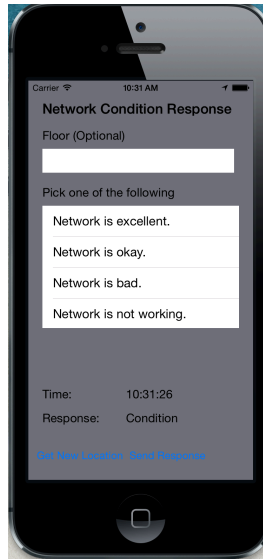 Carrier 10:31 AM
Network Condition Response
Floor (Optional)
Pick one of the following
Network is excellent.
Network is okay.
Network is bad.
Network is not working.
Time: 10:31:26
Response: Condition
Get New Location Send Response